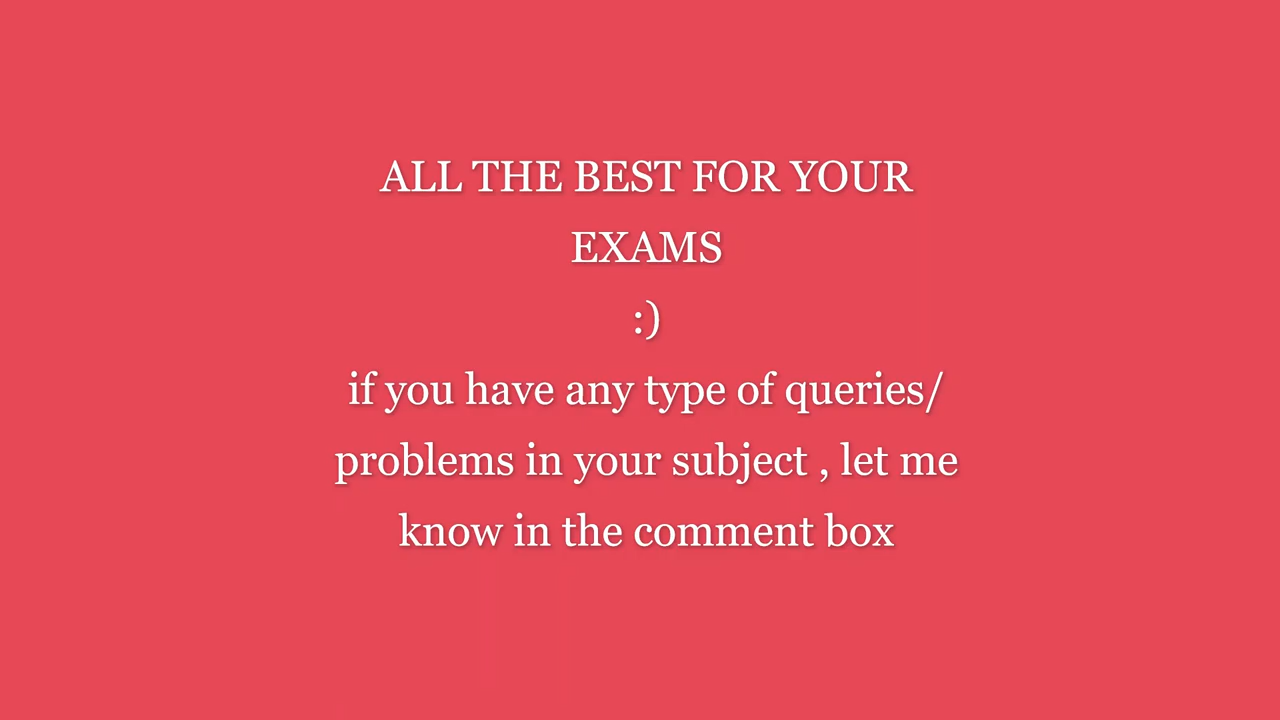 ALL THE BEST FOR YOUR
EXAMS
:)
if you have any type of queries/
problems in your subject , let me
know in the comment box